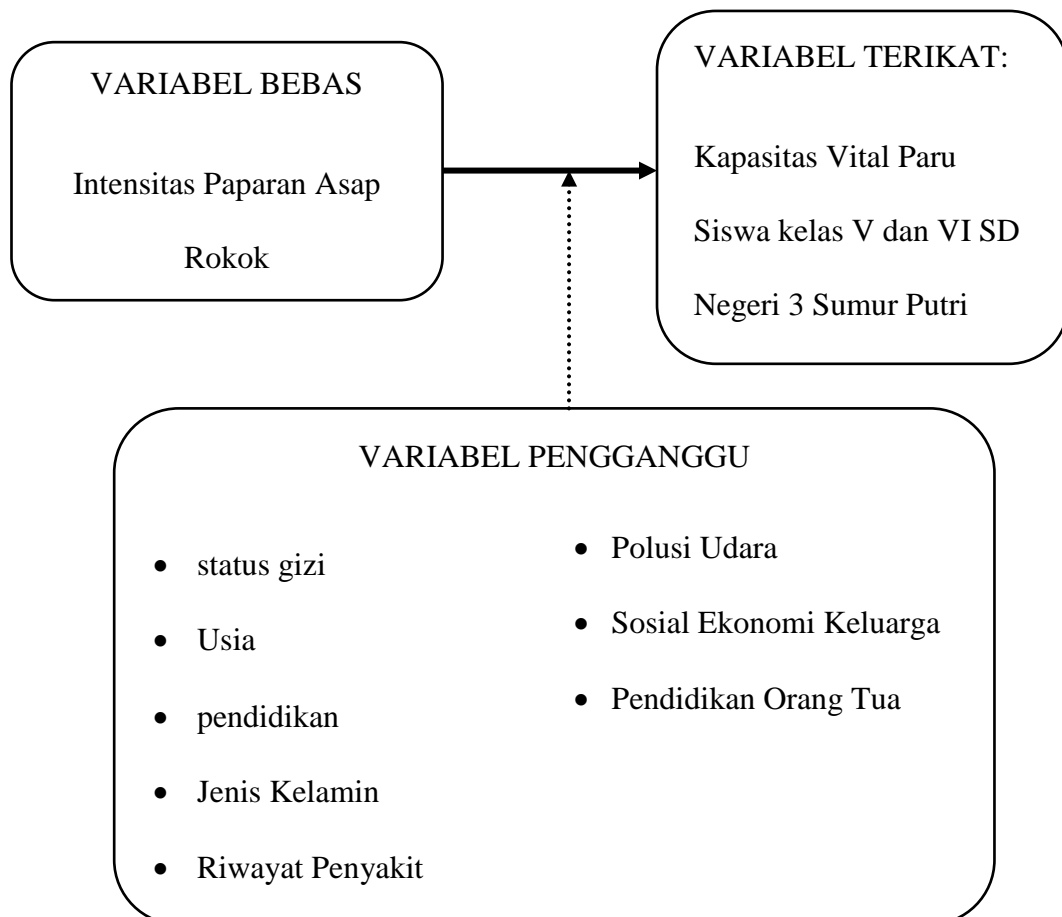 VARIABEL BEBAS
Intensitas Paparan Asap
Rokok
VARIABEL TERIKAT:
Kapasitas Vital Paru
Siswa kelas V dan VI SD
Negeri 3 Sumur Putri
VARIABEL PENGGANGGU
• status gizi
• Usia
• pendidikan
• Jenis Kelamin
• Riwayat Penyakit
• Polusi Udara
• Sosial Ekonomi Keluarga
• Pendidikan Orang Tua